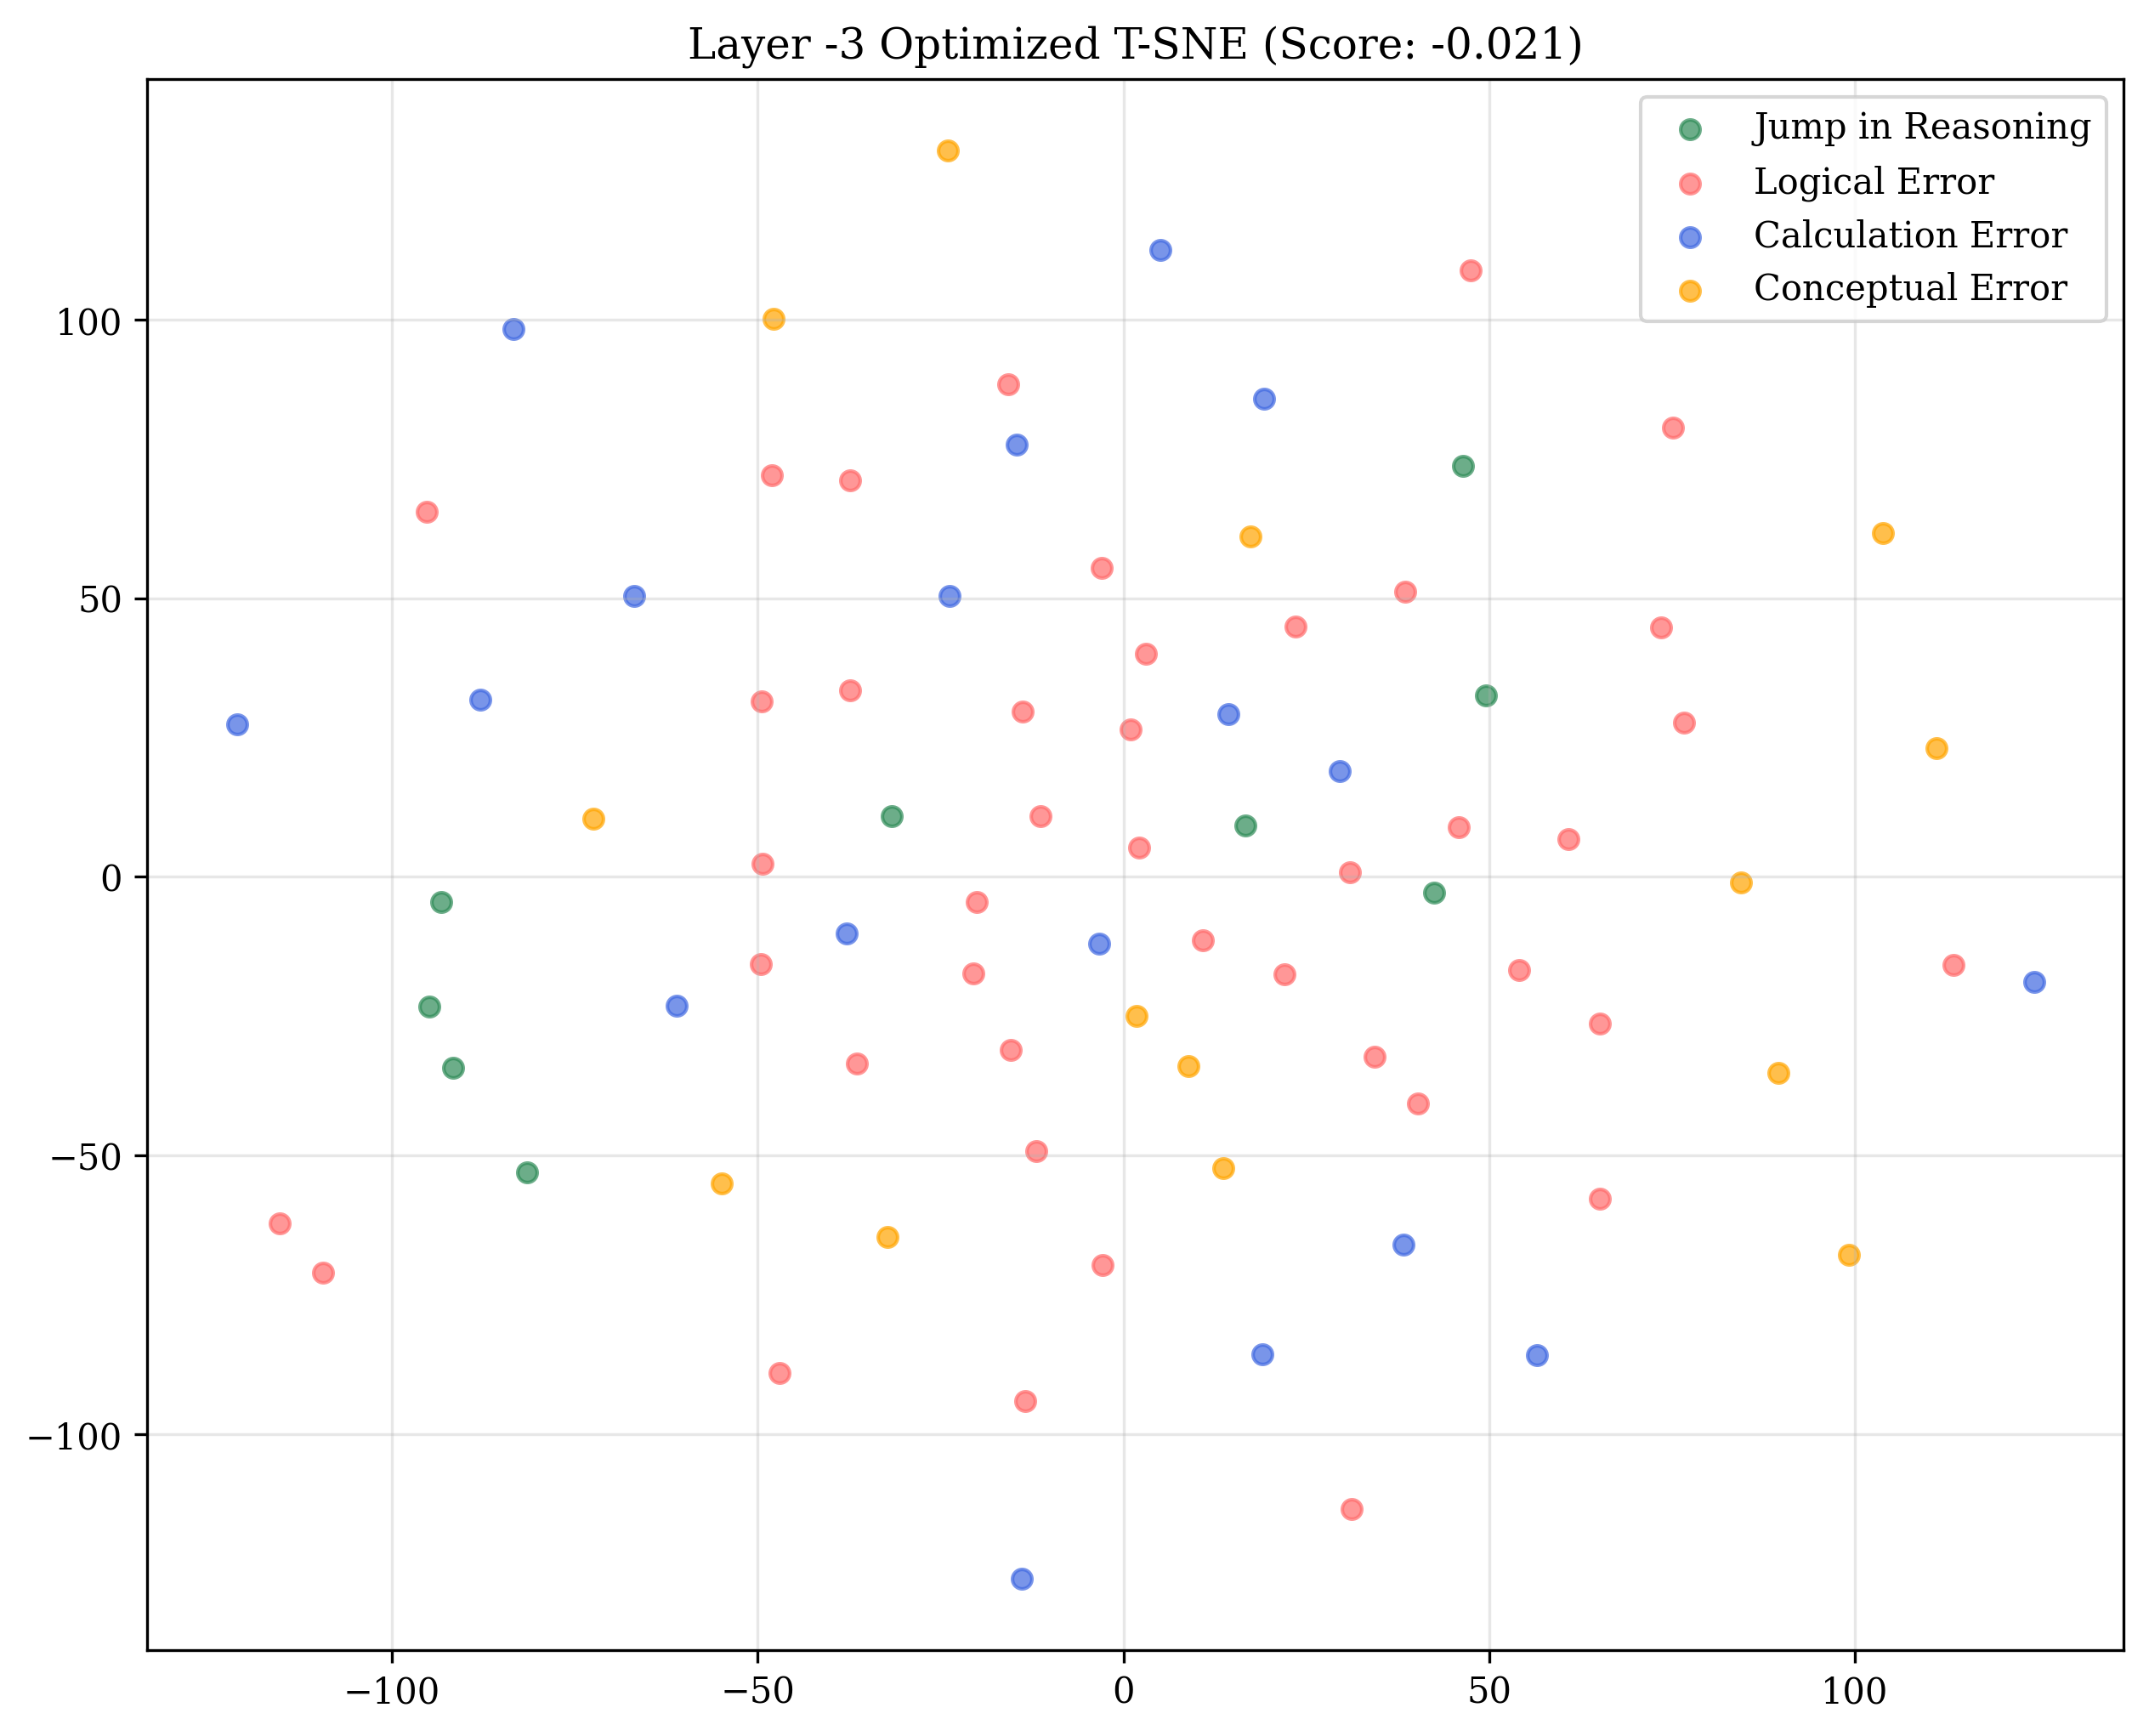 Layer -3 Optimized T-SNE (Score: -0.021)
Jump in Reasoning
Logical Error
Calculation Error
Conceptual Error
100
50
0
−50
−100
−100 −50 0 50 100